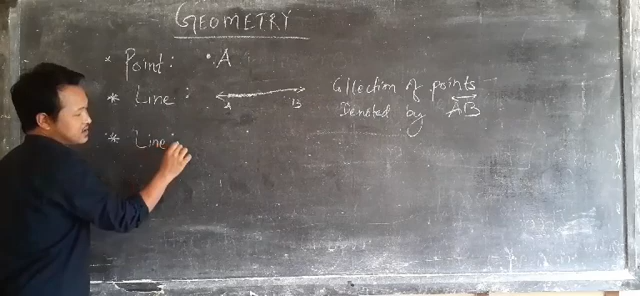 GEOMETRY
* Point: •A
* Line: A B Collection of points
Denoted by AB
* Line